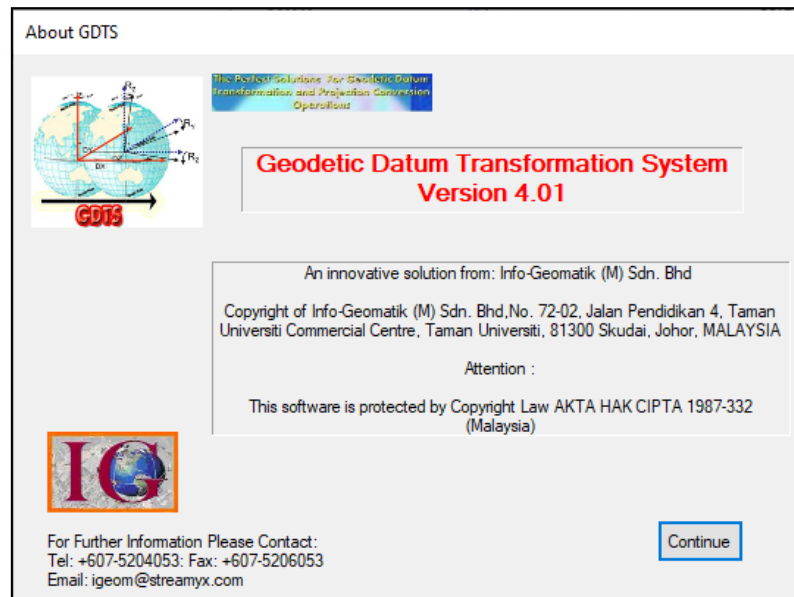 About GDTS
The Perfect Solutions For Geodetic Datum
Transformation and Projection Conversion
Operations
R3
R1
R2
DX
GDTS
Geodetic Datum Transformation System
Version 4.01
An innovative solution from: Info-Geomatik (M) Sdn. Bhd
Copyright of Info-Geomatik (M) Sdn. Bhd,No. 72-02, Jalan Pendidikan 4, Taman
Universiti Commercial Centre, Taman Universiti, 81300 Skudai, Johor, MALAYSIA
Attention :
This software is protected by Copyright Law AKTA HAK CIPTA 1987-332
(Malaysia)
IG
For Further Information Please Contact:
Tel: +607-5204053: Fax: +607-5206053
Email: igeom@streamyx.com
Continue